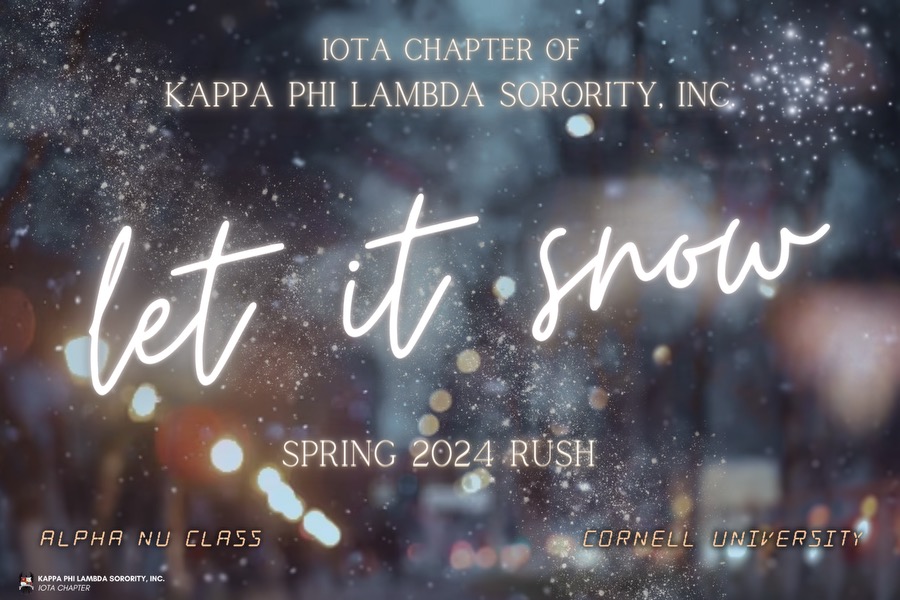 IOTA CHAPTER OF
KAPPA PHI LAMBDA SORORITY, INC.
let it snow
SPRING 2024 RUSH
ALPHA NU CLASS
CORNELL UNIVERSITY
KAPPA PHI LAMBDA SORORITY, INC.
IOTA CHAPTER